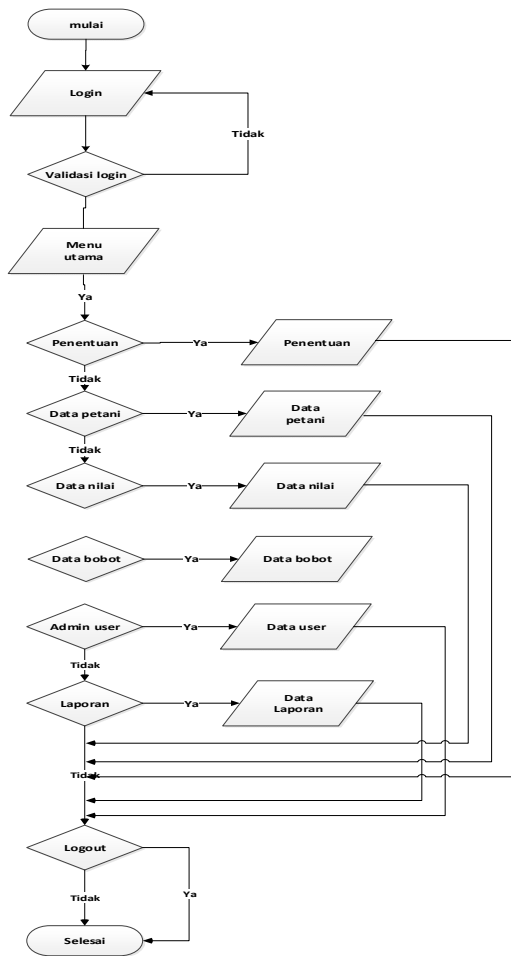 mulai
Login
Tidak
Validasi login
Menu
utama
Ya
Penentuan
Ya
Penentuan
Tidak
Data petani
Ya
Data
petani
Tidak
Data nilai
Ya
Data nilai
Data bobot
Ya
Data bobot
Admin user
Ya
Data user
Tidak
Laporan
Ya
Data
Laporan
Tidak
Logout
Ya
Tidak
Selesai